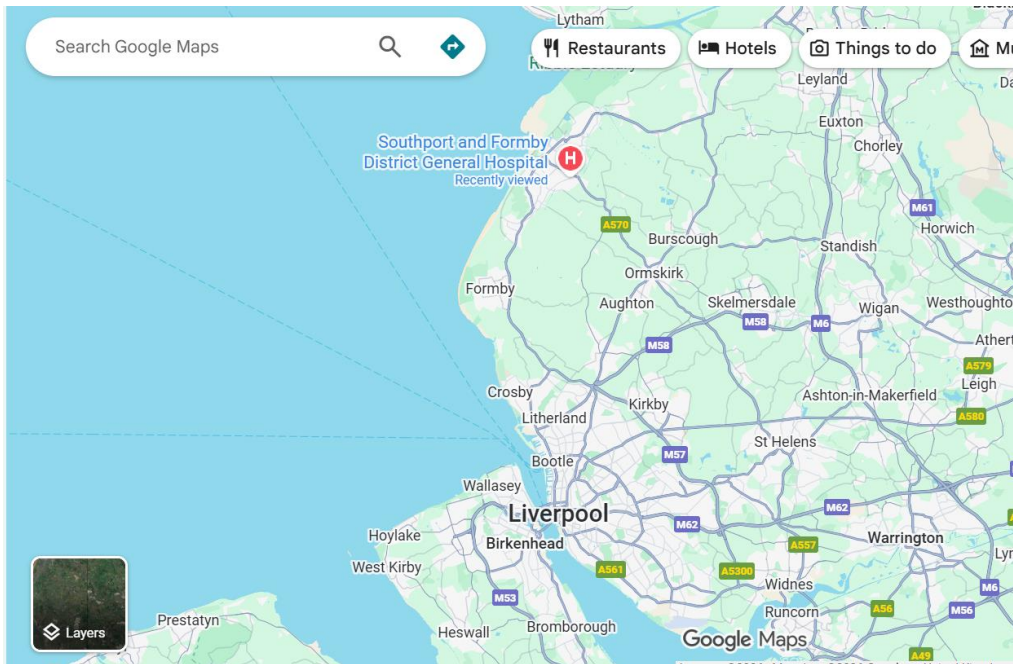 Search Google Maps
Restaurants
Hotels
Things to do
Lytham
Leyland
Euxton
Chorley
Southport and Formby
District General Hospital
Recently viewed
H
M61
A570
Horwich
Burscough
Standish
Ormskirk
Formby
Aughton
Skelmersdale
Wigan
Westhoughto
M58
M6
M58
Athert
A579
Leigh
Crosby
Kirkby
Ashton-in-Makerfield
Litherland
A580
St Helens
M57
Bootle
Wallasey
Liverpool
M62
M62
Hoylake
Birkenhead
A557
Warrington
West Kirby
A561
A5300
M6
Widnes
M53
Runcorn
A56
M56
Prestatyn
Heswall
Bromborough
Google Maps
A49
Layers